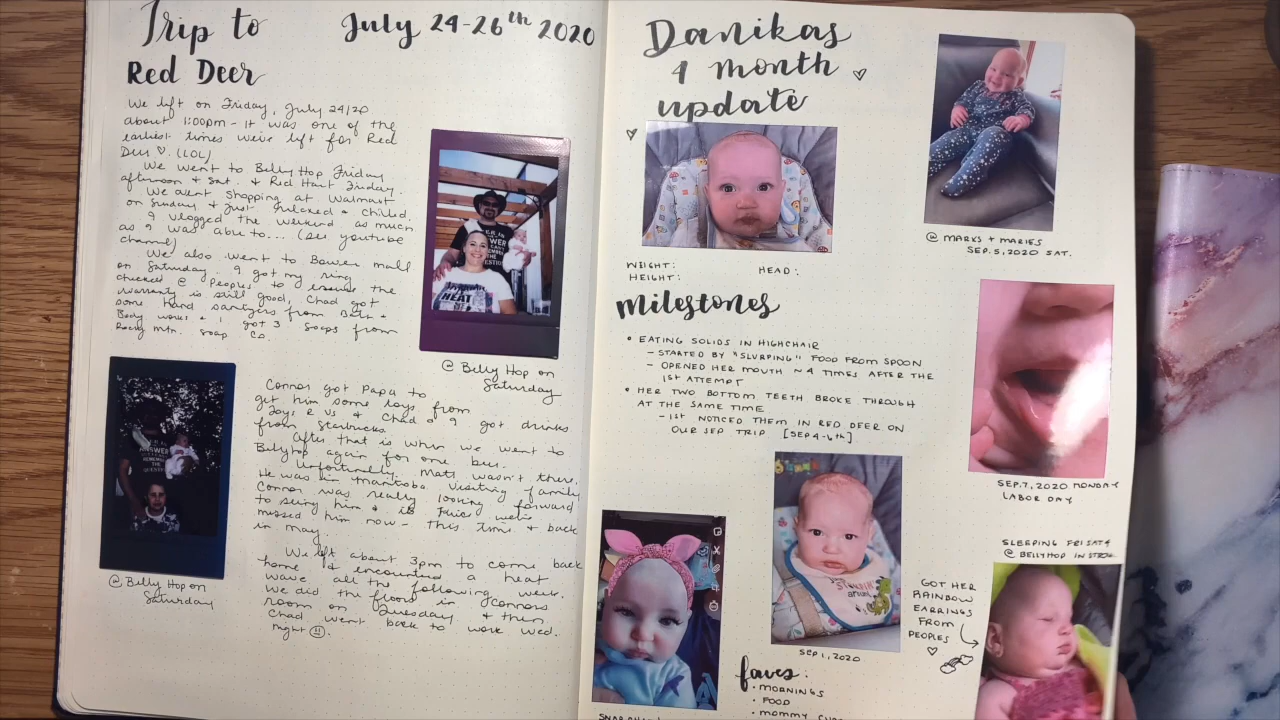 Trip to
Red Deer
July 24-26th 2020
We left on Friday, July 24/20
about 1:00pm - it was one of the
earliest times we've left for Red
Deer ♡. (LOL)
We went to Belly Hop Friday
afternoon & Sat. & Red Hart Friday.
We went shopping at Walmart
on Sunday & just relaxed & chilled.
I vlogged the weekend as much
as I was able to... (see youtube
channel)
We also went to Bower mall
on Saturday. I got my ring
checked @ Peoples to ensure the
warranty is still good, Chad got
some hand sanitzers from Bath &
Body works & I got 3 soaps from
Rocky Mtn. Soap Co.
@ Belly Hop on
Saturday
Connor got Papa to
get him some toys from
Toys R Us & Chad & I got drinks
from Starbucks.
After that is when we went to
BellyHop again for one
Matt wasn't there.
He was in Manitoba visiting family
Connor was really looking forward
to seeing him &
missed him now - this time & back
in May.
We left about 3pm to come back
home & encounted a heat
wave all the following week.
We did the floor in Connors
room on Tuesday & then
Chad went back to work Wed.
night
@ Belly Hop on
Saturday
Danikas
4 month
update
@ MARKS + MARIES
SEP. 5, 2020 SAT.
WEIGHT:
HEIGHT:
HEAD:
Milestones
• EATING SOLIDS IN HIGHCHAIR
- STARTED BY "SLURPING" FOOD FROM SPOON
- OPENED HER MOUTH ~4 TIMES AFTER THE
1ST ATTEMPT
• HER TWO BOTTOM TEETH BROKE THROUGH
AT THE SAME TIME
- 1ST NOTICED THEM IN RED DEER ON
OUR SEP TRIP [SEP 4-6th]
SEP. 7, 2020 MONDAY
LABOR DAY
SLEEPING FRI SAT 4
@ BELLYHOP IN
GOT HER
RAINBOW
EARRINGS
FROM
PEOPLES
SEP 1, 2020
faves:
• MORNINGS
• FOOD
• MOMMY